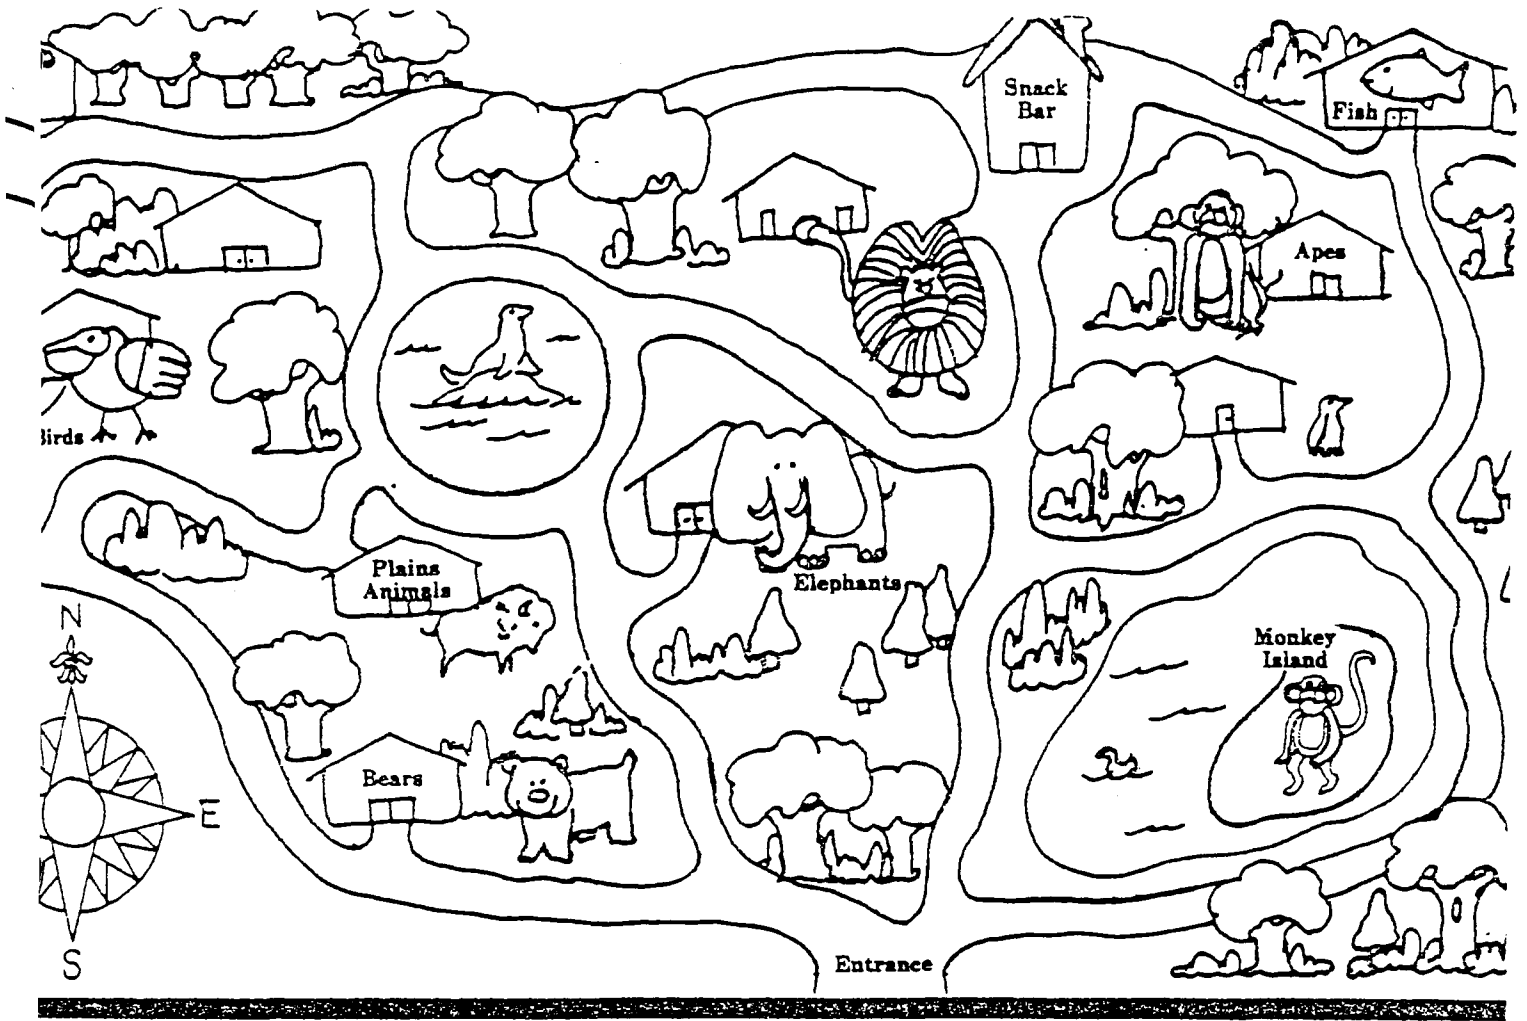 Snack
Bar
Fish
Apes
Birds
Elephants
Plains
Animals
N
Monkey
Island
Bears
E
S
Entrance